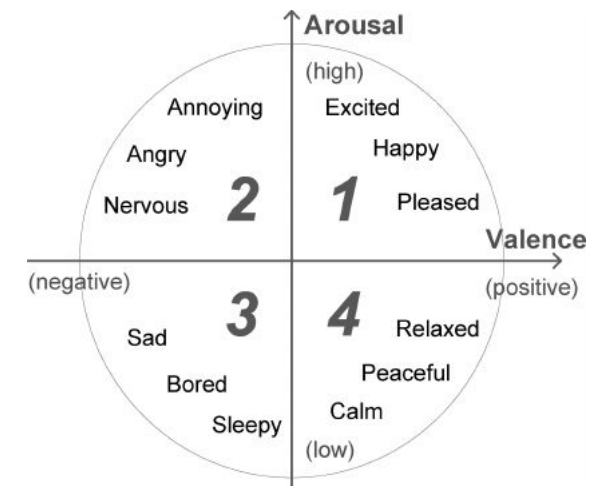 Arousal
(high)
Annoying
Excited
Angry
Happy
Nervous
2
1
Pleased
Valence
(negative)
(positive)
3
4
Sad
Relaxed
Bored
Peaceful
Sleepy
Calm
(low)